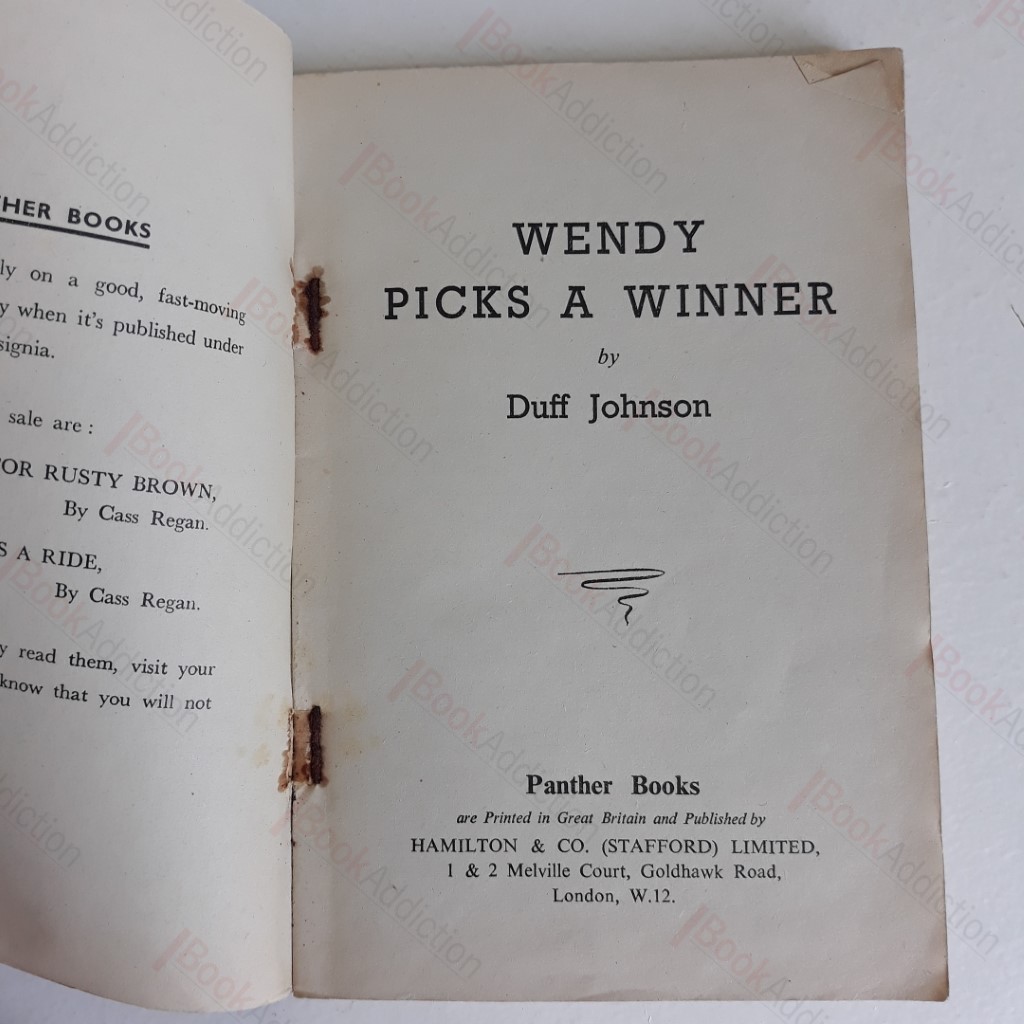 THER BOOKS
ly on a good, fast-moving
y when it's published under
signia.
sale are :
OR RUSTY BROWN,
By Cass Regan.
S A RIDE,
By Cass Regan.
y read them, visit your
know that you will not
WENDY
PICKS A WINNER
by
Duff Johnson
Panther Books
are Printed in Great Britain and Published by
HAMILTON & CO. (STAFFORD) LIMITED,
1 & 2 Melville Court, Goldhawk Road,
London, W.12.
BookAddiction